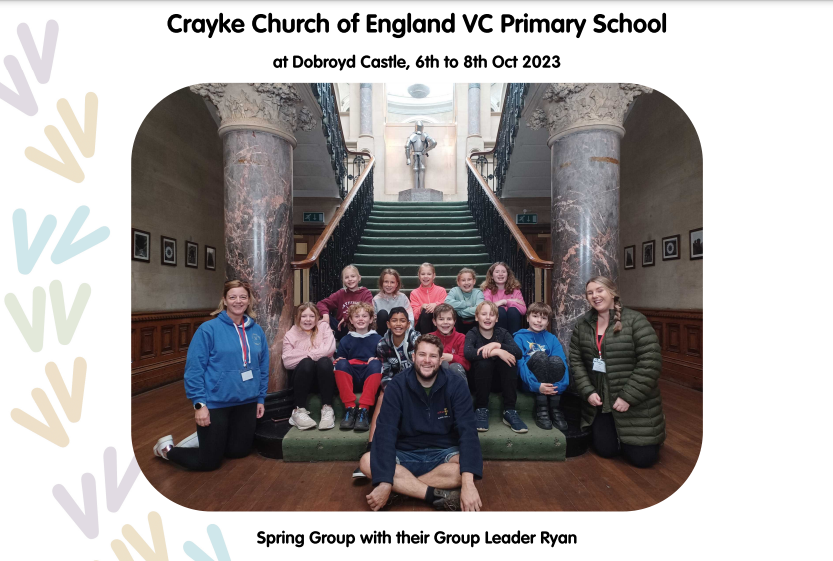 Crayke Church of England VC Primary School
at Dobroyd Castle, 6th to 8th Oct 2023
Spring Group with their Group Leader Ryan